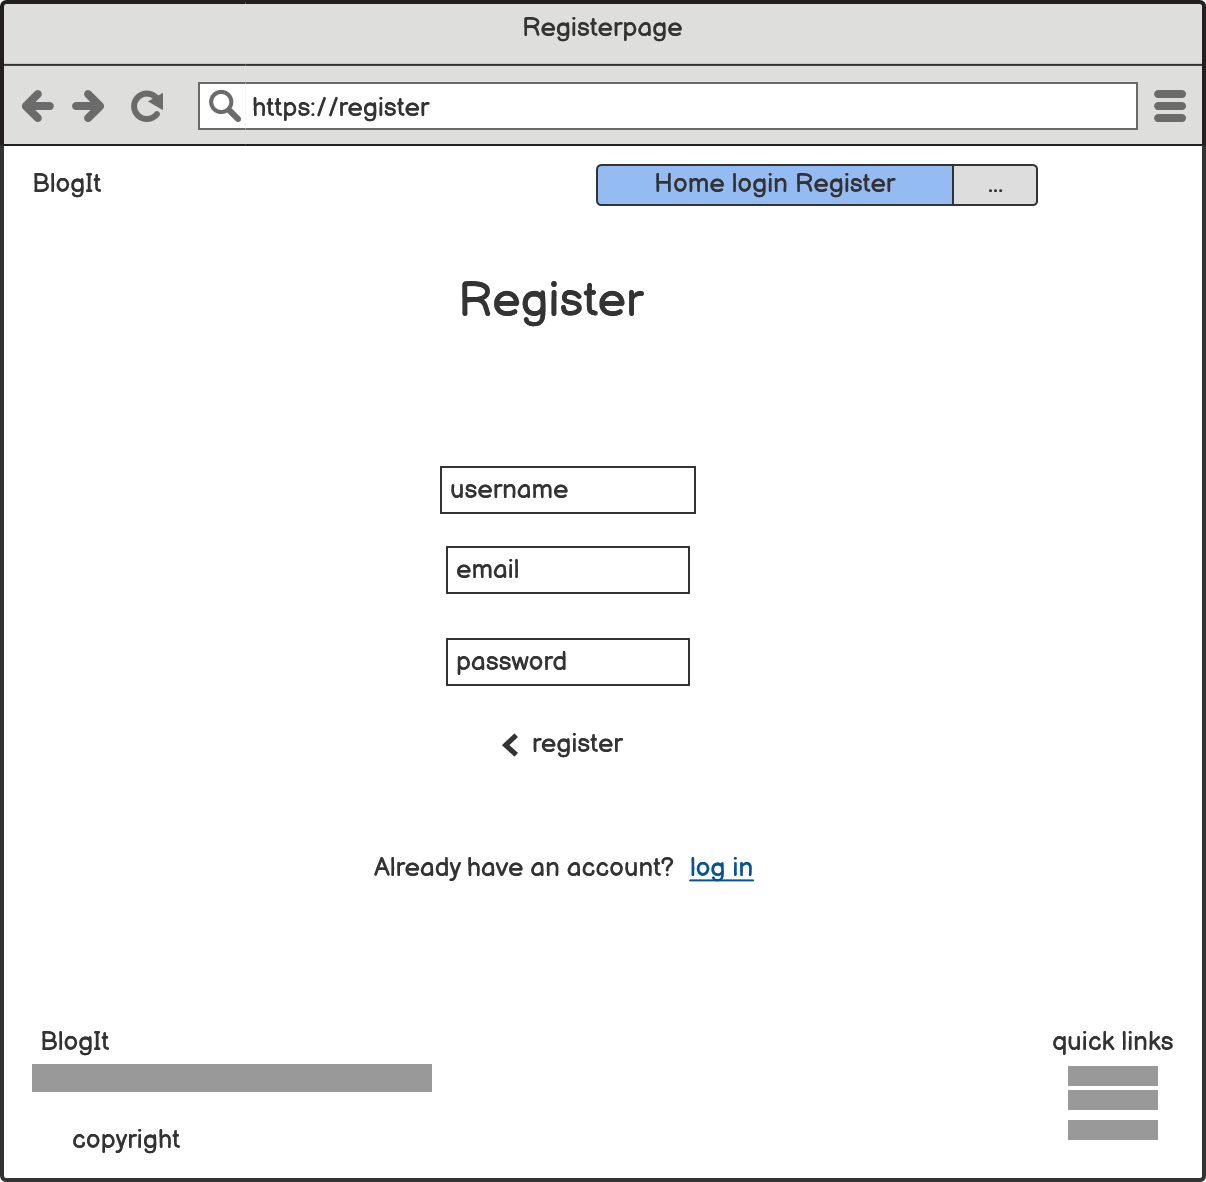 Registerpage
https://register
BlogIt
Home login Register
...
Register
username
email
password
register
Already have an account? log in
BlogIt
quick links
copyright